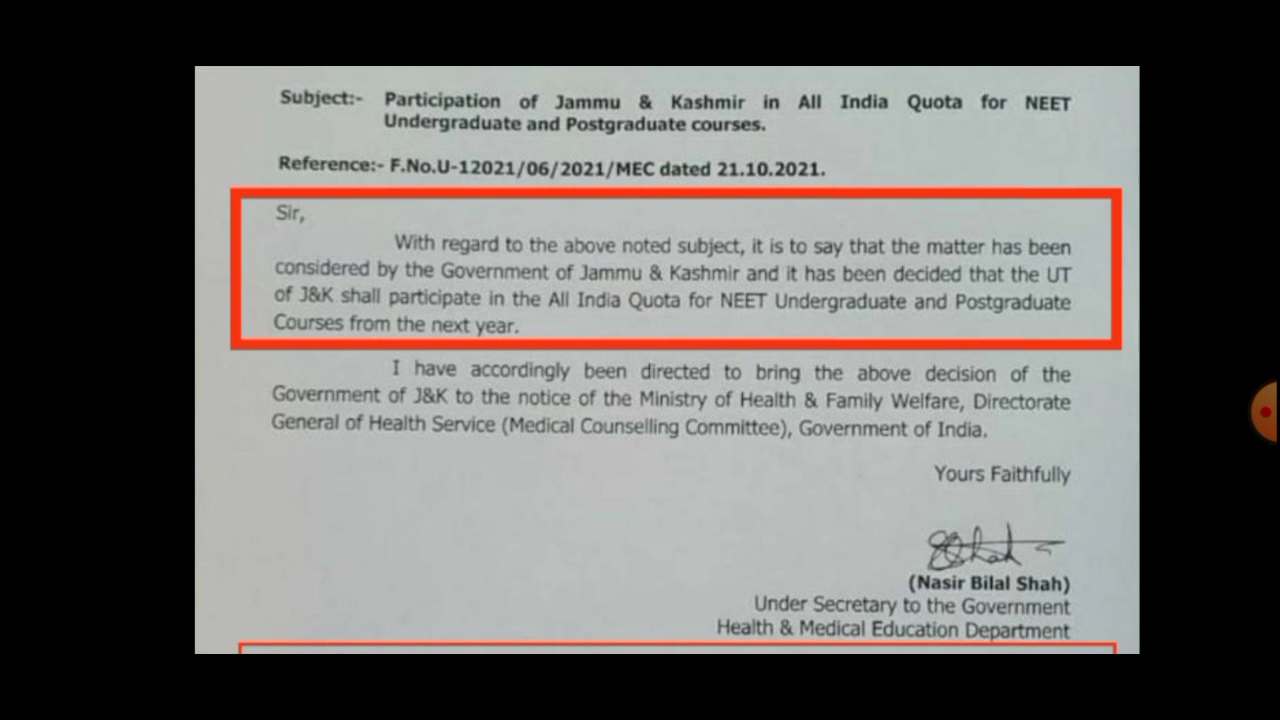 Subject:- Participation of Jammu & Kashmir in All India Quota for NEET
Undergraduate and Postgraduate courses.
Reference:- F.No.U-12021/06/2021/MEC dated 21.10.2021.
Sir,
With regard to the above noted subject, it is to say that the matter has been
considered by the Government of Jammu & Kashmir and it has been decided that the UT
of J&K shall participate in the All India Quota for NEET Undergraduate and Postgraduate
Courses from the next year.
I have accordingly been directed to bring the above decision of the
Government of J&K to the notice of the Ministry of Health & Family Welfare, Directorate
General of Health Service (Medical Counselling Committee), Government of India.
Yours Faithfully
(Nasir Bilal Shah)
Under Secretary to the Government
Health & Medical Education Department